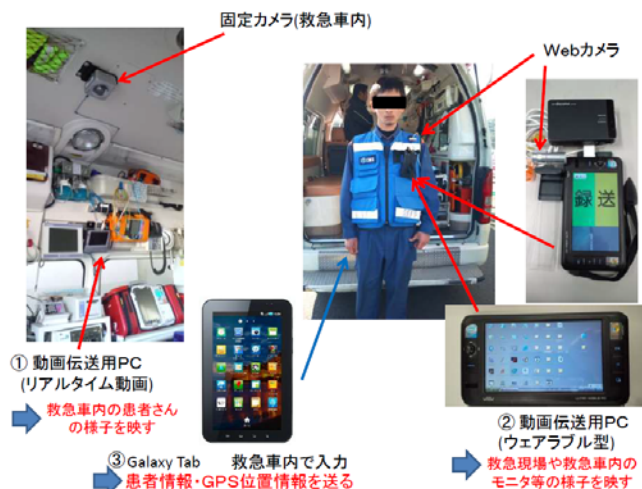 固定カメラ(救急車内)
Webカメラ
録 送
① 動画伝送用PC
(リアルタイム動画)
救急車内の患者さん
の様子を映す
③Galaxy Tab 救急車内で入力
患者情報・GPS位置情報を送る
② 動画伝送用PC
(ウェアラブル型)
救急現場や救急車内の
モニタ等の様子を映す